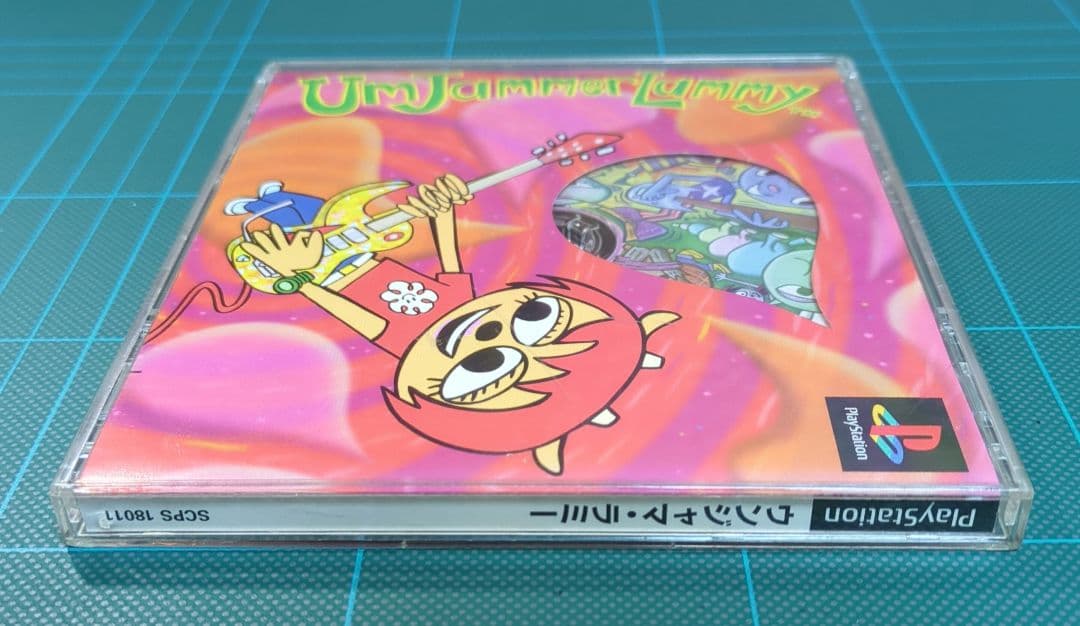 UmJammer Lammy
PlayStation
PlayStation
ウンジャマ・ラミー
SCPS 18011